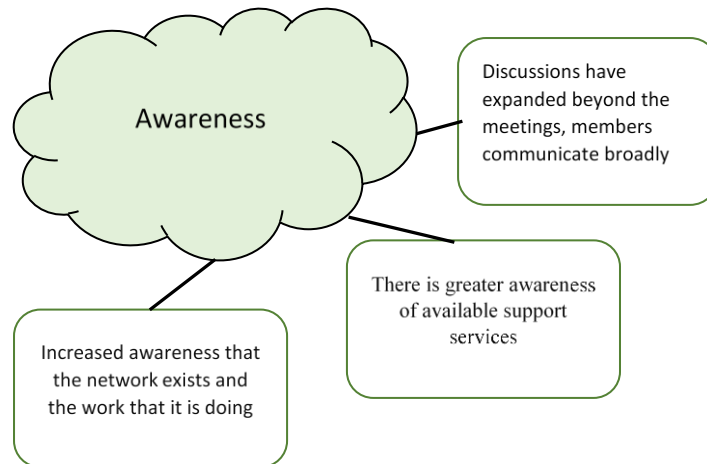 Awareness
Discussions have
expanded beyond the
meetings, members
communicate broadly
There is greater awareness
of available support
services
Increased awareness that
the network exists and
the work that it is doing